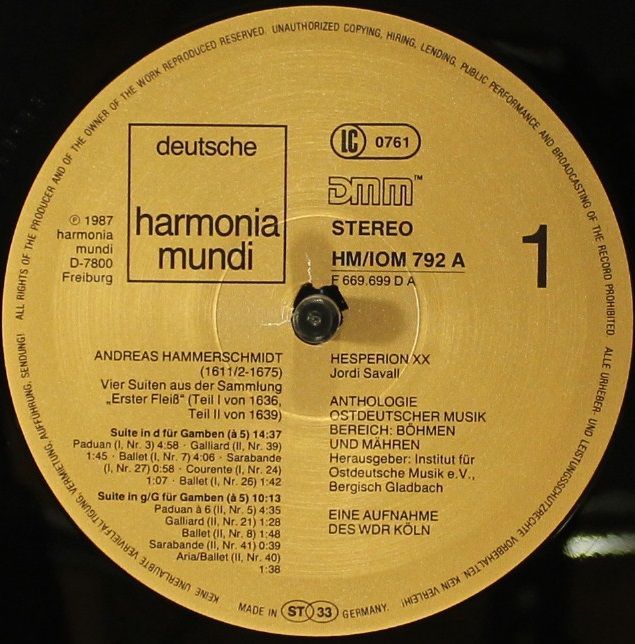 ALL RIGHTS OF THE PRODUCER AND OF THE OWNER OF THE WORK REPRODUCED RESERVED. UNAUTHORIZED COPYING, HIRING, LENDING, PUBLIC PERFORMANCE AND BROADCASTING OF THE RECORD PROHIBITED.
ALLE URHEBER- UND LEISTUNGSSCHUTZRECHTE VORBEHALTEN. KEIN VERLEIH! KEINE UNERLAUBTE VERVIELFÄLTIGUNG, VERMIETUNG, AUFFÜHRUNG, SENDUNG!
deutsche
harmonia
mundi
℗ 1987
harmonia
mundi
D-7800
Freiburg
LC 0761
DMM™
STEREO
HM/IOM 792 A
F 669.699 D A
1
ANDREAS HAMMERSCHMIDT
(1611/2-1675)
Vier Suiten aus der Sammlung
„Erster Fleiß“ (Teil I von 1636,
Teil II von 1639)
Suite in d für Gamben (à 5) 14:37
Paduan (I, Nr. 3) 4:58 · Galliard (II, Nr. 39)
1:45 · Ballet (II, Nr. 7) 4:06 · Sarabande
(I, Nr. 27) 0:58 · Courente (I, Nr. 24)
1:07 · Ballet (II, Nr. 26) 1:42
Suite in g/G für Gamben (à 5) 10:13
Paduan à 6 (II, Nr. 5) 4:35
Galliard (II, Nr. 21) 1:28
Ballet (II, Nr. 8) 1:48
Sarabande (II, Nr. 41) 0:39
Aria/Ballet (II, Nr. 40)
1:38
HESPERION XX
Jordi Savall
ANTHOLOGIE
OSTDEUTSCHER MUSIK
BEREICH: BÖHMEN
UND MÄHREN
Herausgeber: Institut für
Ostdeutsche Musik e.V.,
Bergisch Gladbach
EINE AUFNAHME
DES WDR KÖLN
MADE IN ST 33 GERMANY.